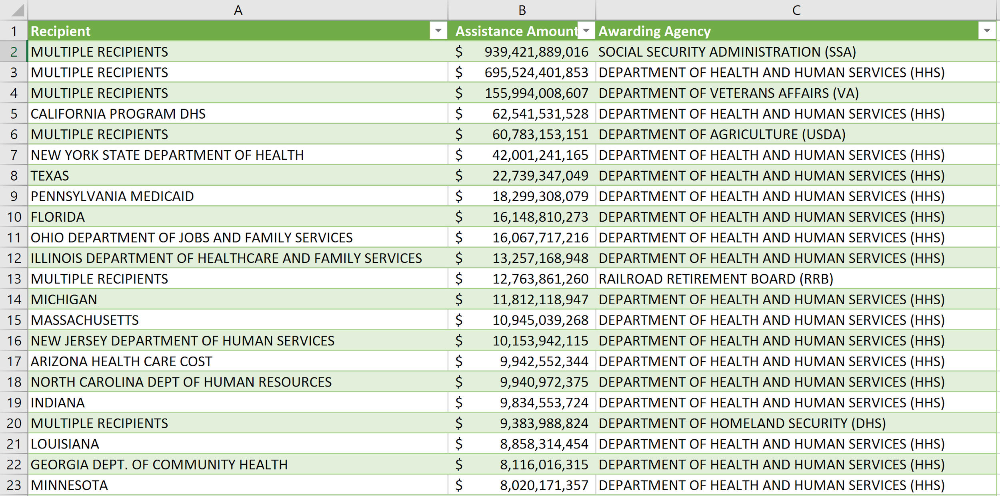 A B C
1 Recipient Assistance Amount Awarding Agency
2 MULTIPLE RECIPIENTS $ 939,421,889,016 SOCIAL SECURITY ADMINISTRATION (SSA)
3 MULTIPLE RECIPIENTS $ 695,524,401,853 DEPARTMENT OF HEALTH AND HUMAN SERVICES (HHS)
4 MULTIPLE RECIPIENTS $ 155,994,008,607 DEPARTMENT OF VETERANS AFFAIRS (VA)
5 CALIFORNIA PROGRAM DHS $ 62,541,531,528 DEPARTMENT OF HEALTH AND HUMAN SERVICES (HHS)
6 MULTIPLE RECIPIENTS $ 60,783,153,151 DEPARTMENT OF AGRICULTURE (USDA)
7 NEW YORK STATE DEPARTMENT OF HEALTH $ 42,001,241,165 DEPARTMENT OF HEALTH AND HUMAN SERVICES (HHS)
8 TEXAS $ 22,739,347,049 DEPARTMENT OF HEALTH AND HUMAN SERVICES (HHS)
9 PENNSYLVANIA MEDICAID $ 18,299,308,079 DEPARTMENT OF HEALTH AND HUMAN SERVICES (HHS)
10 FLORIDA $ 16,148,810,273 DEPARTMENT OF HEALTH AND HUMAN SERVICES (HHS)
11 OHIO DEPARTMENT OF JOBS AND FAMILY SERVICES $ 16,067,717,216 DEPARTMENT OF HEALTH AND HUMAN SERVICES (HHS)
12 ILLINOIS DEPARTMENT OF HEALTHCARE AND FAMILY SERVICES $ 13,257,168,948 DEPARTMENT OF HEALTH AND HUMAN SERVICES (HHS)
13 MULTIPLE RECIPIENTS $ 12,763,861,260 RAILROAD RETIREMENT BOARD (RRB)
14 MICHIGAN $ 11,812,118,947 DEPARTMENT OF HEALTH AND HUMAN SERVICES (HHS)
15 MASSACHUSETTS $ 10,945,039,268 DEPARTMENT OF HEALTH AND HUMAN SERVICES (HHS)
16 NEW JERSEY DEPARTMENT OF HUMAN SERVICES $ 10,153,942,115 DEPARTMENT OF HEALTH AND HUMAN SERVICES (HHS)
17 ARIZONA HEALTH CARE COST $ 9,942,552,344 DEPARTMENT OF HEALTH AND HUMAN SERVICES (HHS)
18 NORTH CAROLINA DEPT OF HUMAN RESOURCES $ 9,940,972,375 DEPARTMENT OF HEALTH AND HUMAN SERVICES (HHS)
19 INDIANA $ 9,834,553,724 DEPARTMENT OF HEALTH AND HUMAN SERVICES (HHS)
20 MULTIPLE RECIPIENTS $ 9,383,988,824 DEPARTMENT OF HOMELAND SECURITY (DHS)
21 LOUISIANA $ 8,858,314,454 DEPARTMENT OF HEALTH AND HUMAN SERVICES (HHS)
22 GEORGIA DEPT. OF COMMUNITY HEALTH $ 8,116,016,315 DEPARTMENT OF HEALTH AND HUMAN SERVICES (HHS)
23 MINNESOTA $ 8,020,171,357 DEPARTMENT OF HEALTH AND HUMAN SERVICES (HHS)